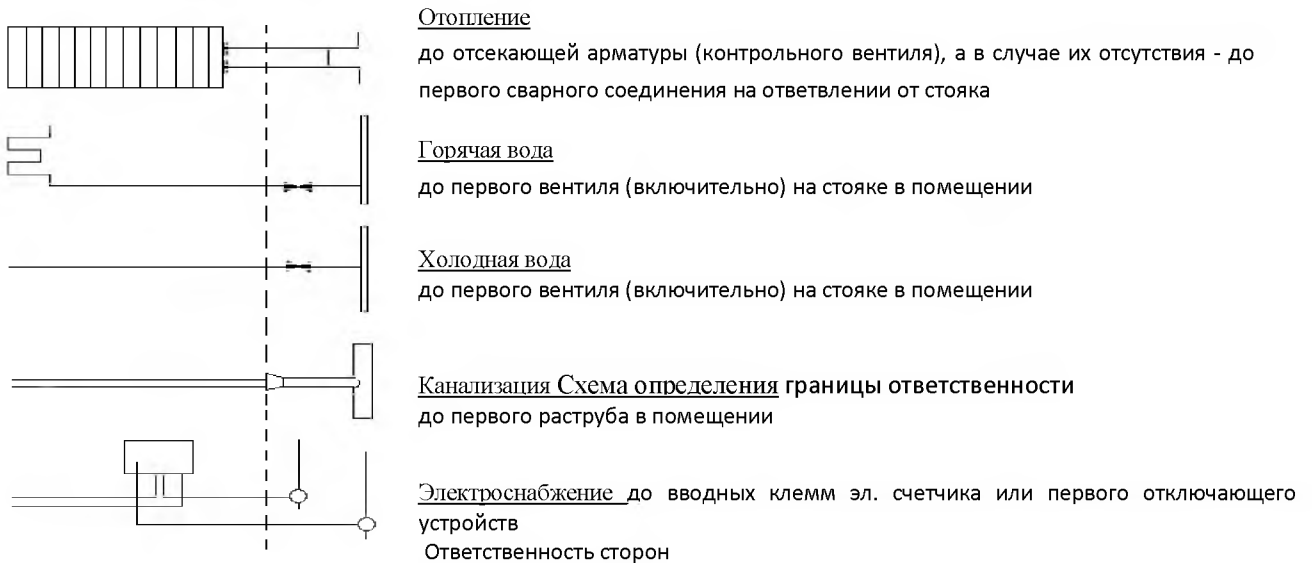 Отопление
до отсекающей арматуры (контрольного вентиля), а в случае их отсутствия - до
первого сварного соединения на ответвлении от стояка
Горячая вода
до первого вентиля (включительно) на стояке в помещении
Холодная вода
до первого вентиля (включительно) на стояке в помещении
Канализация Схема определения границы ответственности
до первого раструба в помещении
Электроснабжение до вводных клемм эл. счетчика или первого отключающего
устройств
Ответственность сторон